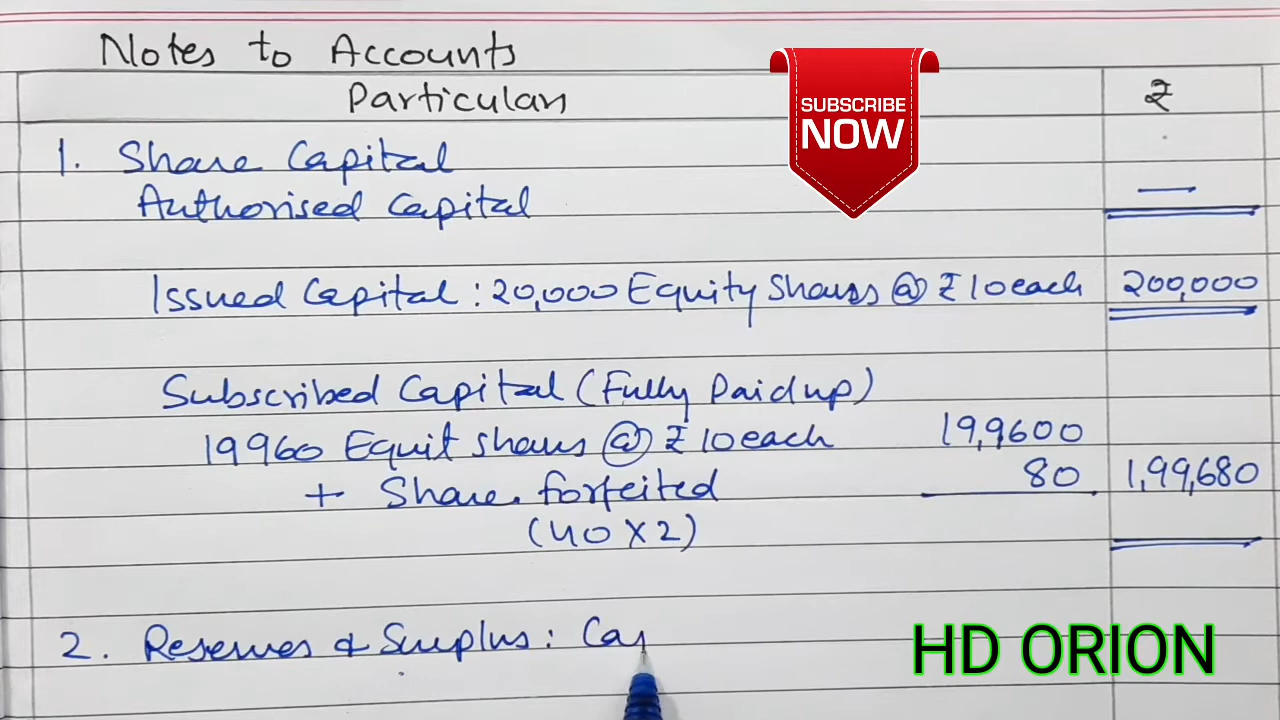 Notes to Accounts
Particulars
₹
SUBSCRIBE
NOW
1. Share Capital
Authorised Capital —
Issued Capital : 20,000 Equity Shares @ ₹ 10 each 200,000
Subscribed Capital (Fully Paid up)
19960 Equit shares @ ₹ 10 each 19,9600
+ Share forfeited 80 1,99,680
(40 X 2)
2. Reserves & Surplus : Cap
HD ORION